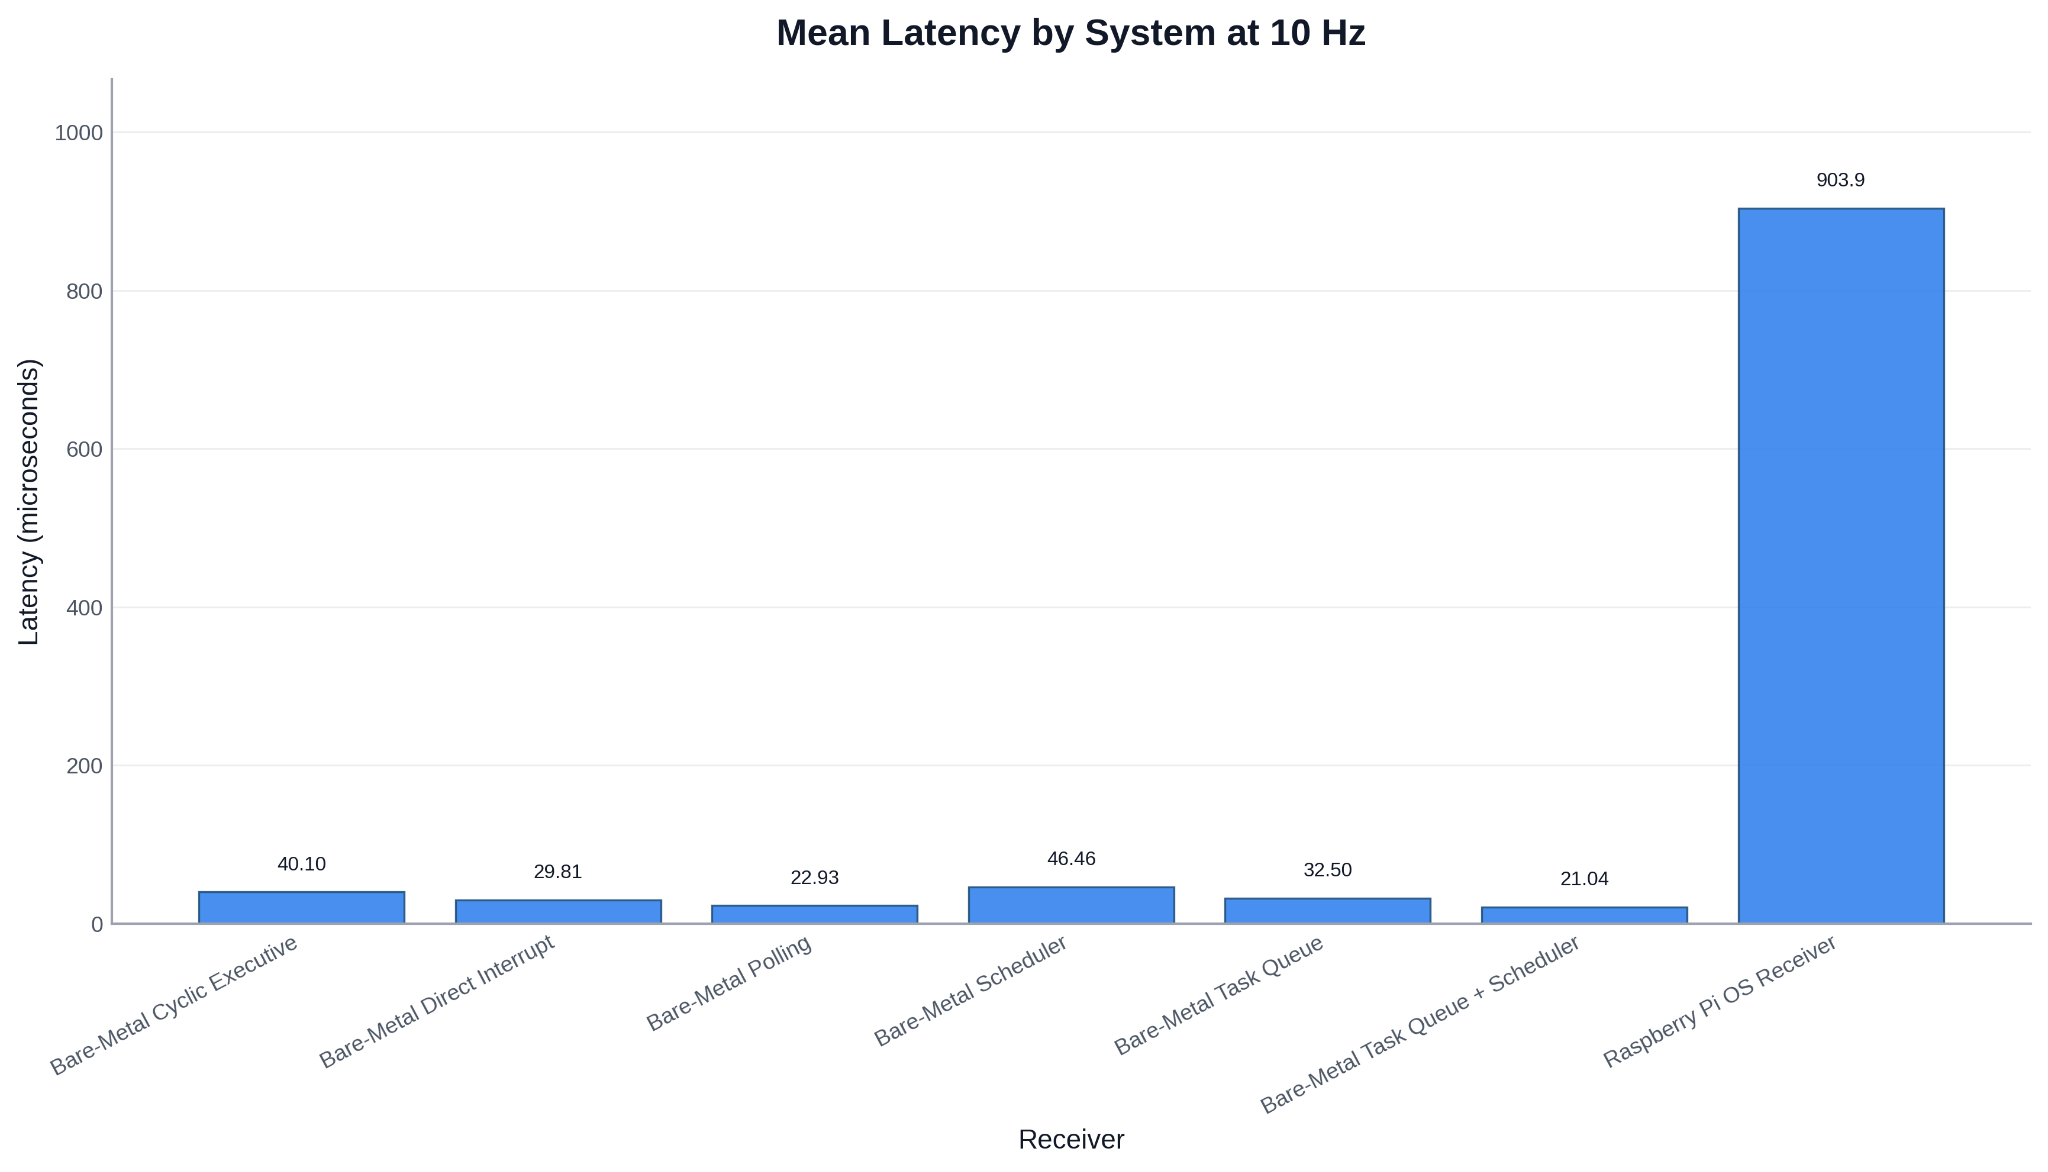 Mean Latency by System at 10 Hz
Latency (microseconds)
1000
800
600
400
200
0
40.10
29.81
22.93
46.46
32.50
21.04
903.9
Bare-Metal Cyclic Executive
Bare-Metal Direct Interrupt
Bare-Metal Polling
Bare-Metal Scheduler
Bare-Metal Task Queue
Bare-Metal Task Queue + Scheduler
Raspberry Pi OS Receiver
Receiver